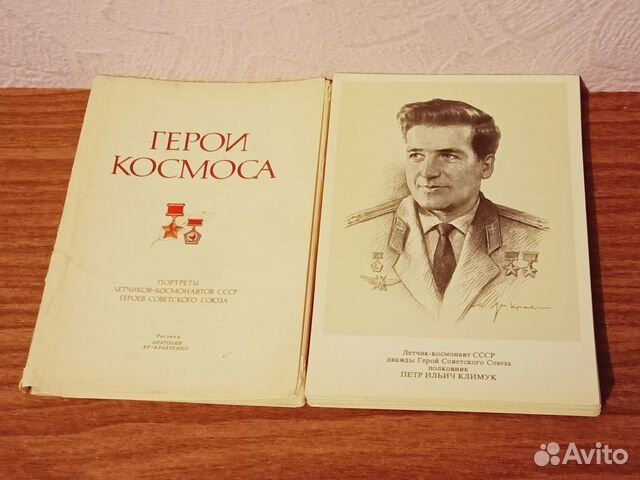 ГЕРОИ
КОСМОСА
ПОРТРЕТЫ
ЛЕТЧИКОВ-КОСМОНАВТОВ СССР
ГЕРОЕВ СОВЕТСКОГО СОЮЗА
Рисунки
АНАТОЛИЯ
ЯР-КРАВЧЕНКО
Летчик-космонавт СССР
дважды Герой Советского Союза
полковник
ПЕТР ИЛЬИЧ КЛИМУК
Avito